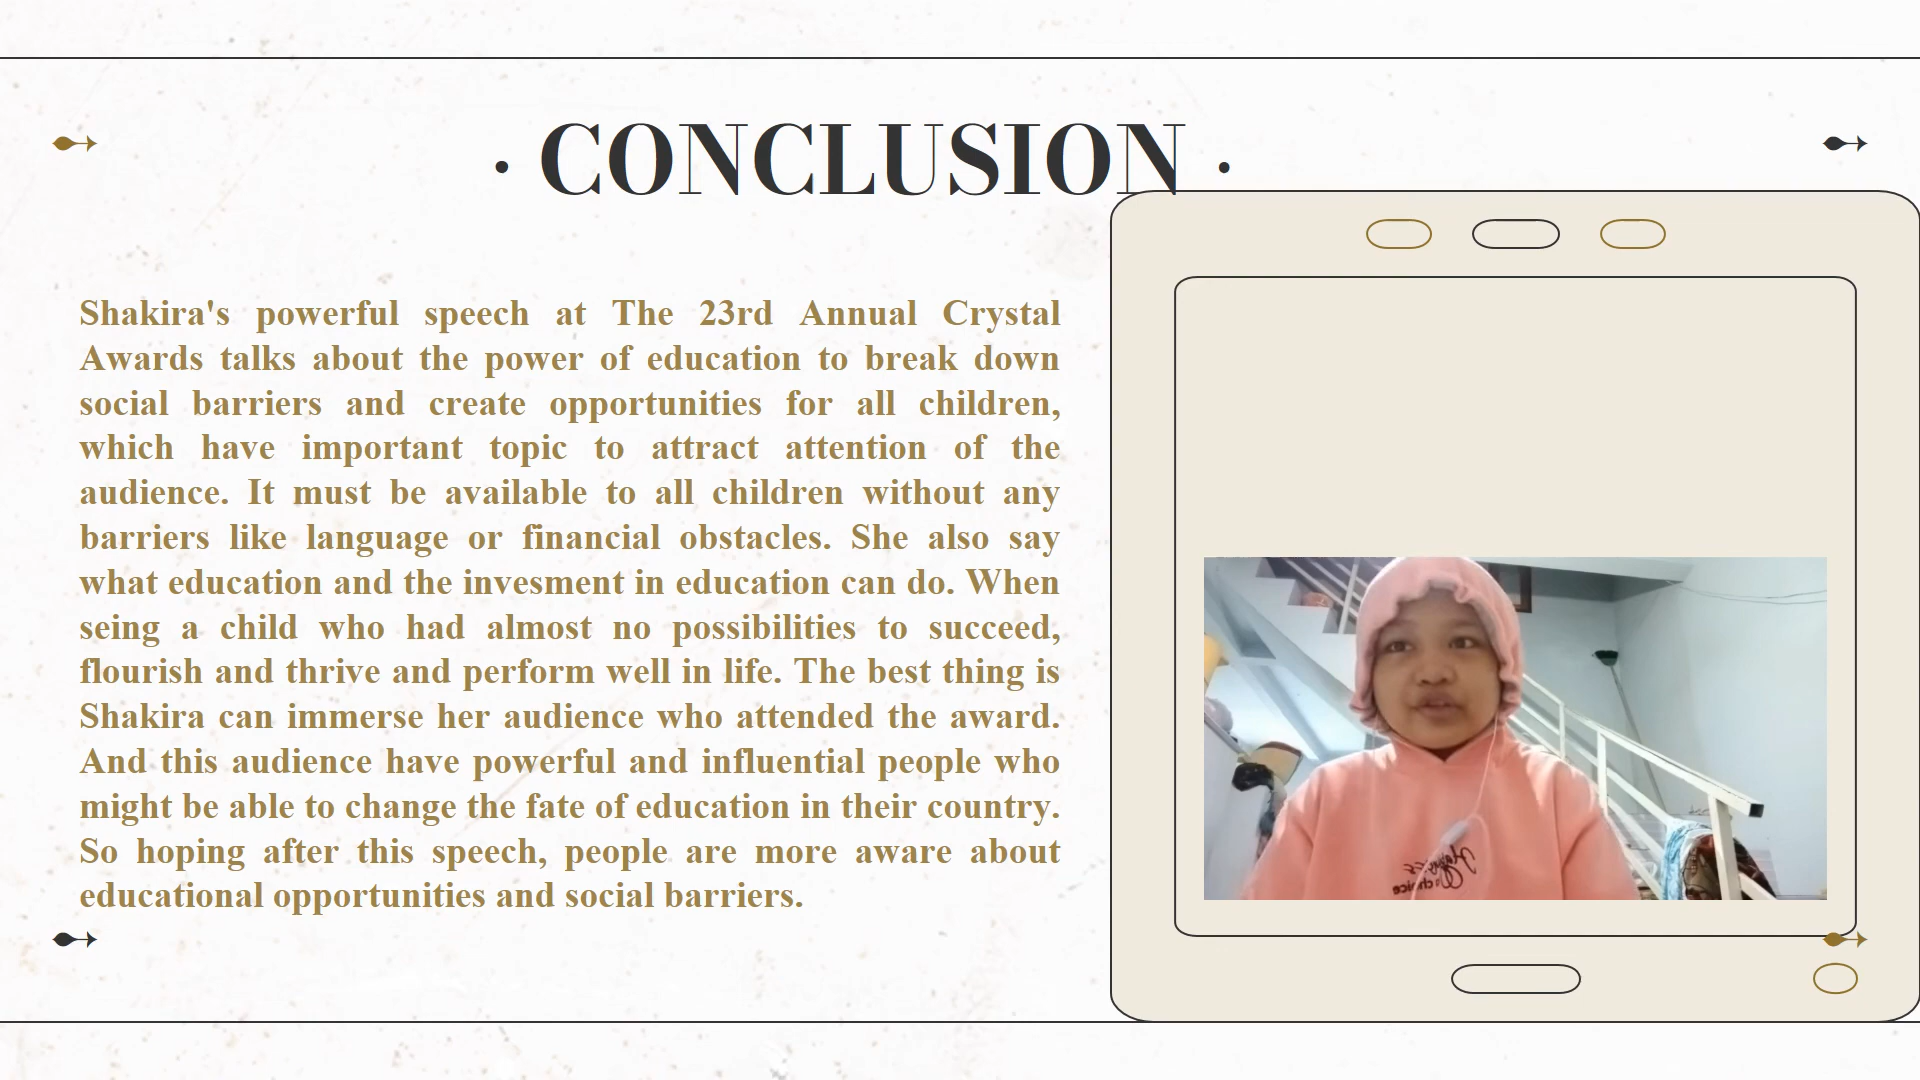 · CONCLUSION ·
Shakira's powerful speech at The 23rd Annual Crystal
Awards talks about the power of education to break down
social barriers and create opportunities for all children,
which have important topic to attract attention of the
audience. It must be available to all children without any
barriers like language or financial obstacles. She also say
what education and the invesment in education can do. When
seing a child who had almost no possibilities to succeed,
flourish and thrive and perform well in life. The best thing is
Shakira can immerse her audience who attended the award.
And this audience have powerful and influential people who
might be able to change the fate of education in their country.
So hoping after this speech, people are more aware about
educational opportunities and social barriers.